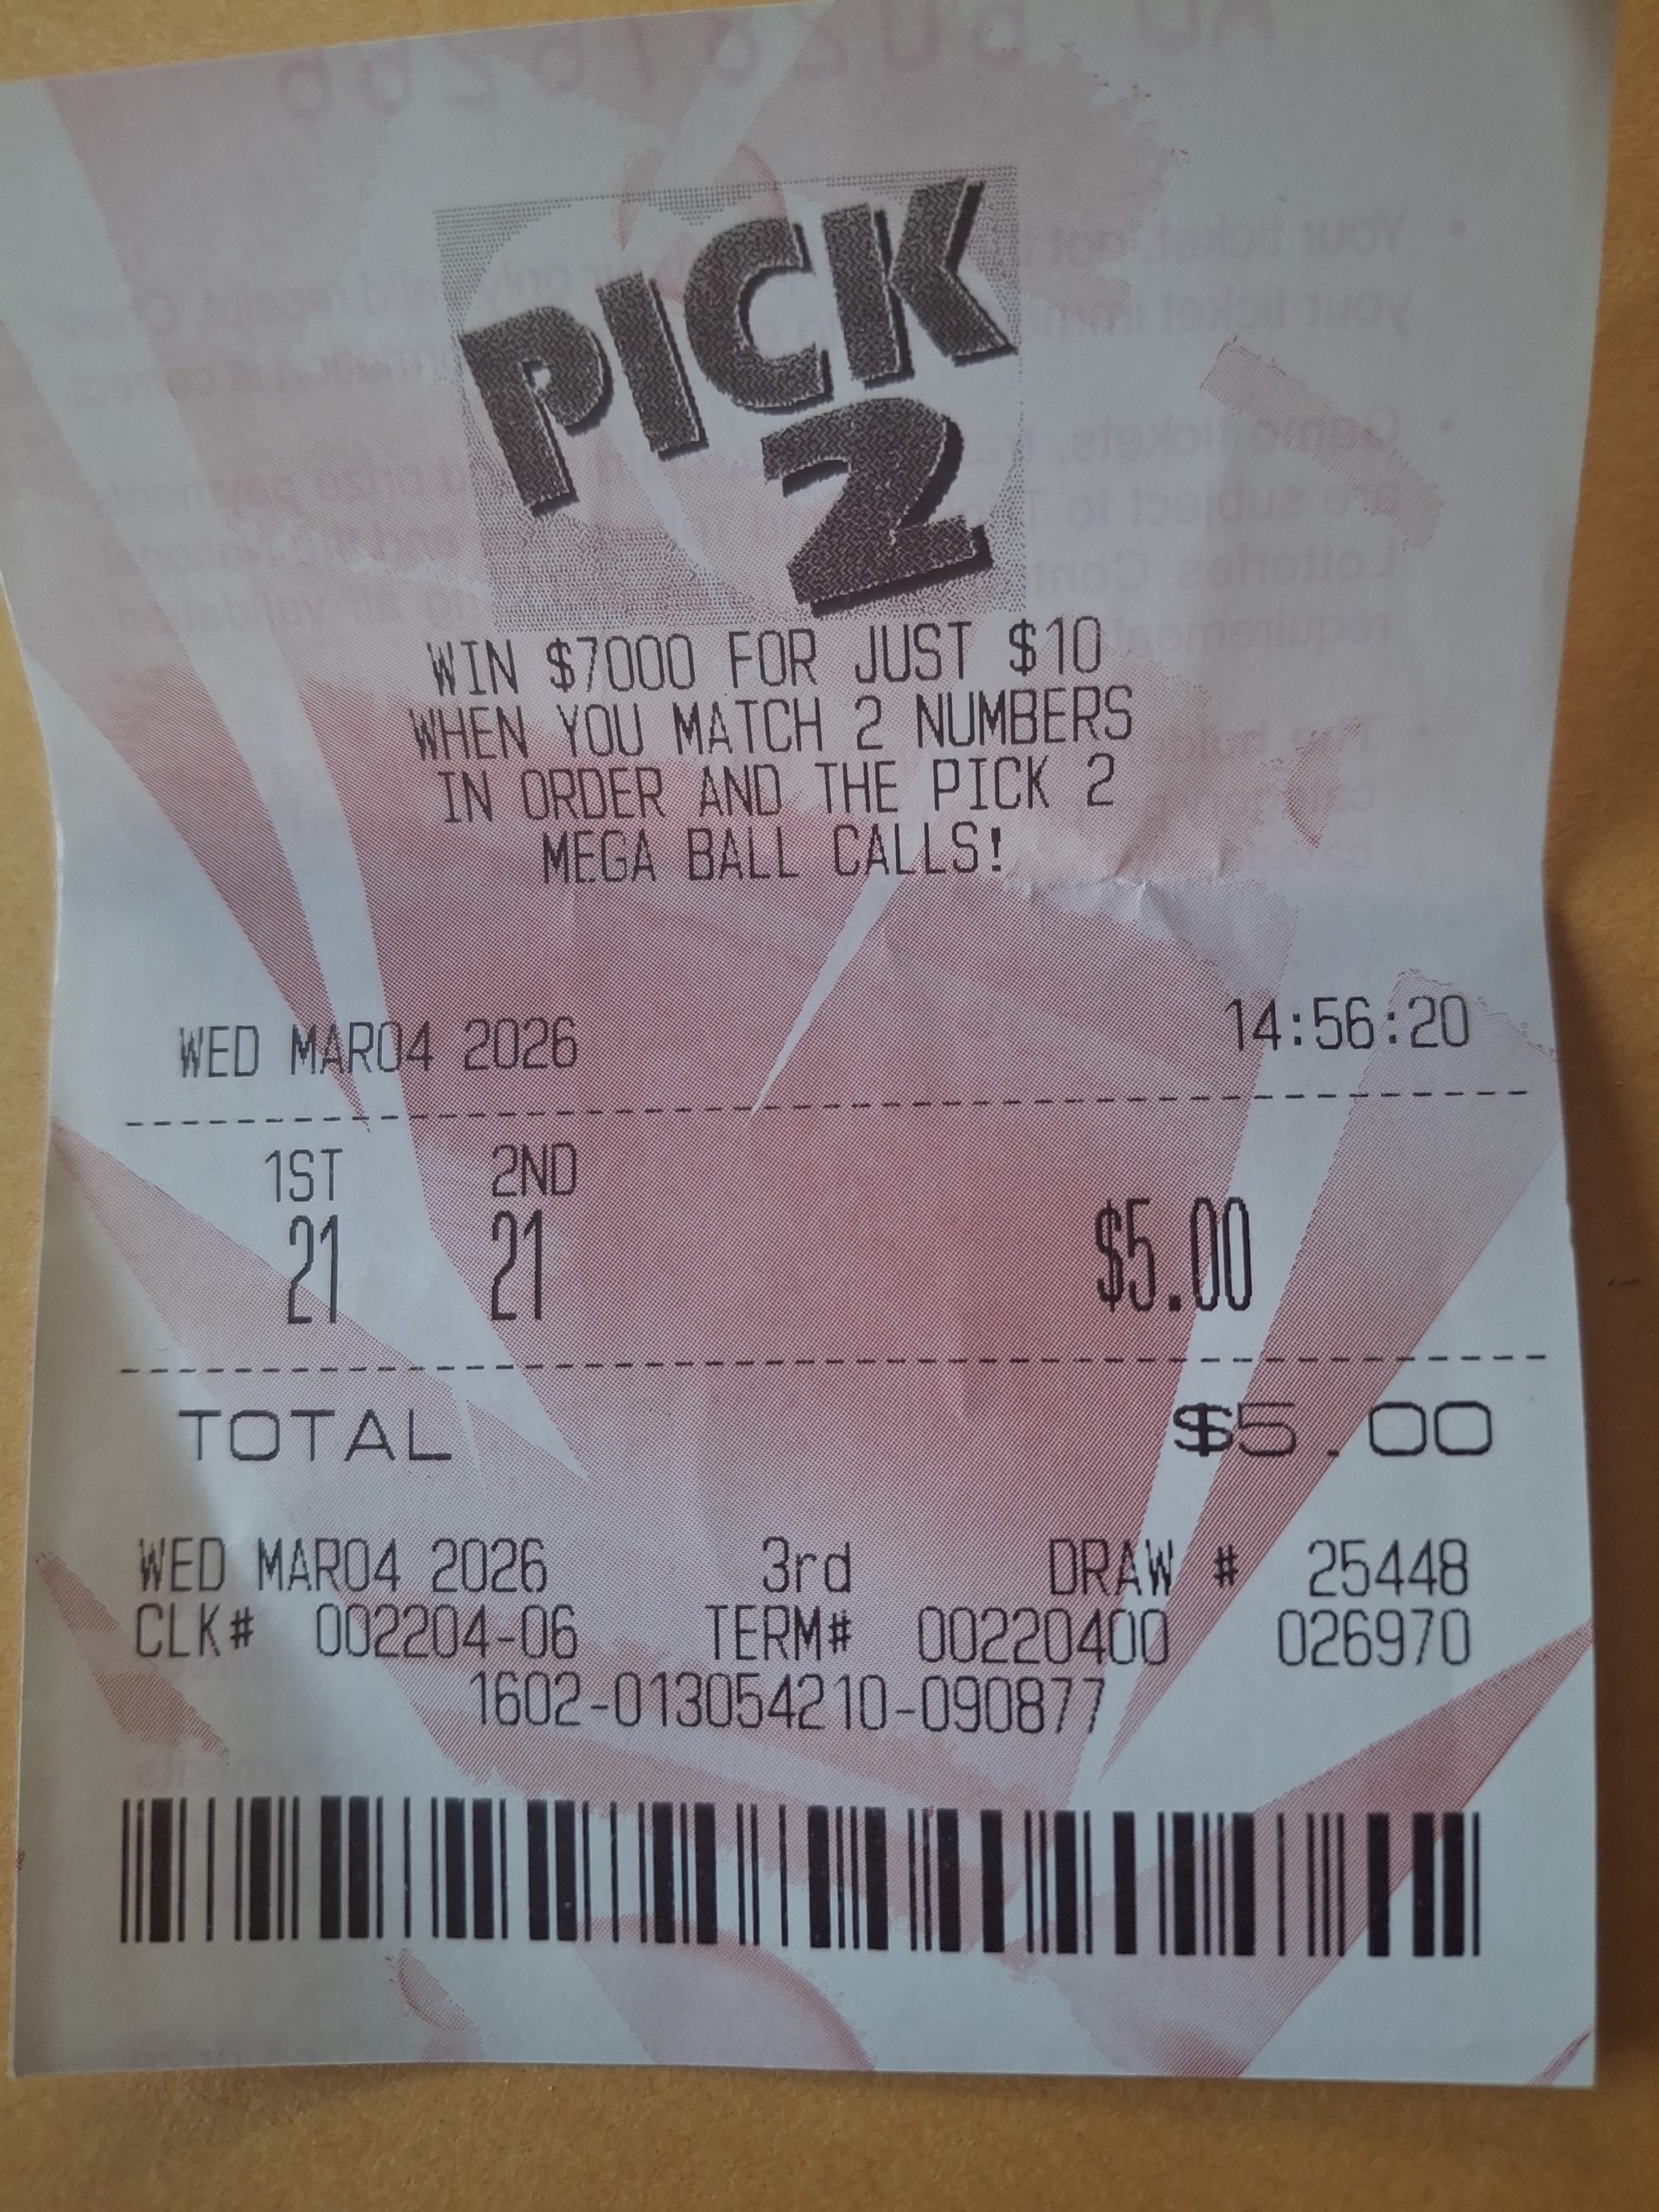 PICK
2
WIN $7000 FOR JUST $10
WHEN YOU MATCH 2 NUMBERS
IN ORDER AND THE PICK 2
MEGA BALL CALLS!
WED MAR04 2026 14:56:20
1ST 2ND
21 21 $5.00
TOTAL $5.00
WED MAR04 2026 3rd DRAW # 25448
CLK# 002204-06 TERM# 00220400 026970
1602-013054210-090877